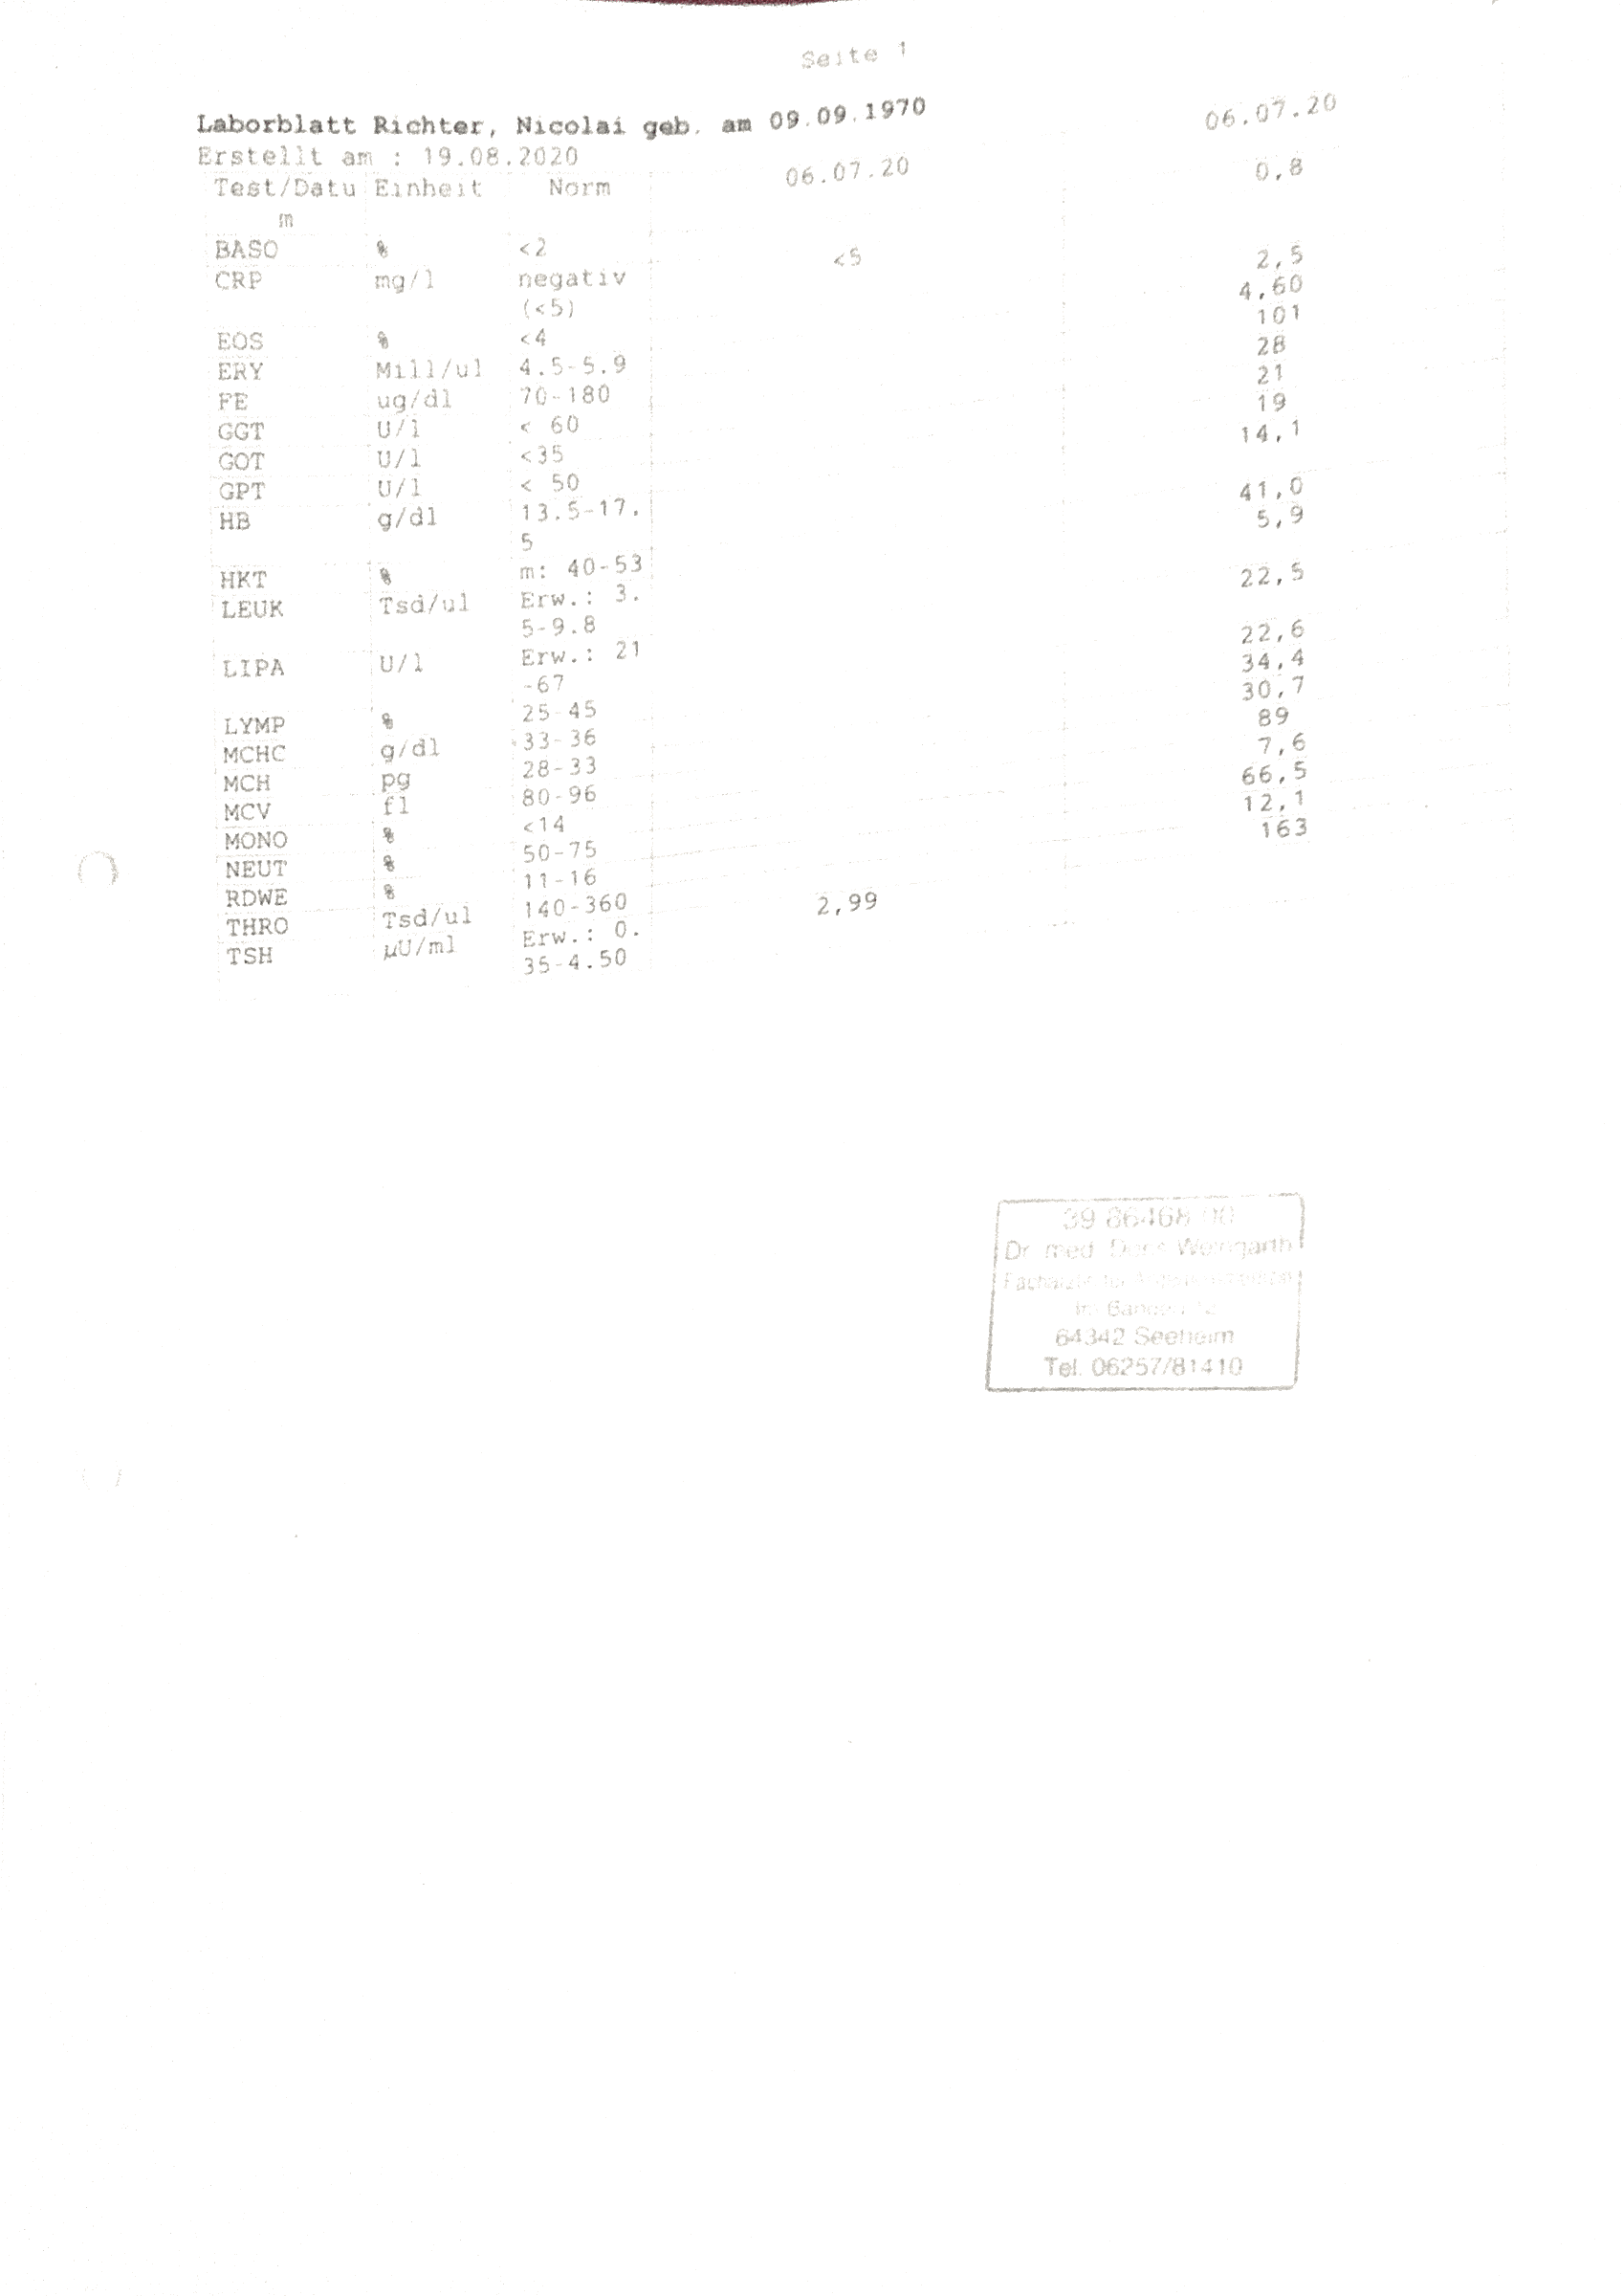 Seite 1
Laborblatt Richter, Nicolai geb. am 09.09.1970
Erstellt am : 19.08.2020
Test/Datum Einheit Norm 06.07.20 06.07.20
BASO % <2 0,8
CRP mg/l negativ (<5) <5
EOS % <4 2,5
ERY Mill/ul 4.5-5.9 4,60
FE ug/dl 70-180 101
GGT U/l < 60 28
GOT U/l <35 21
GPT U/l < 50 19
HB g/dl 13.5-17.5 14,1
HKT % m: 40-53 41,0
LEUK Tsd/ul Erw.: 3.5-9.8 5,9
LIPA U/l Erw.: 21-67 22,5
LYMP % 25-45 22,6
MCHC g/dl 33-36 34,4
MCH pg 28-33 30,7
MCV fl 80-96 89
MONO % <14 7,6
NEUT % 50-75 66,5
RDWE % 11-16 12,1
THRO Tsd/ul 140-360 163
TSH µU/ml Erw.: 0.35-4.50 2,99
39 86468 00
Dr. med. Weingarth
64342 Seeheim
Tel. 06257/81410